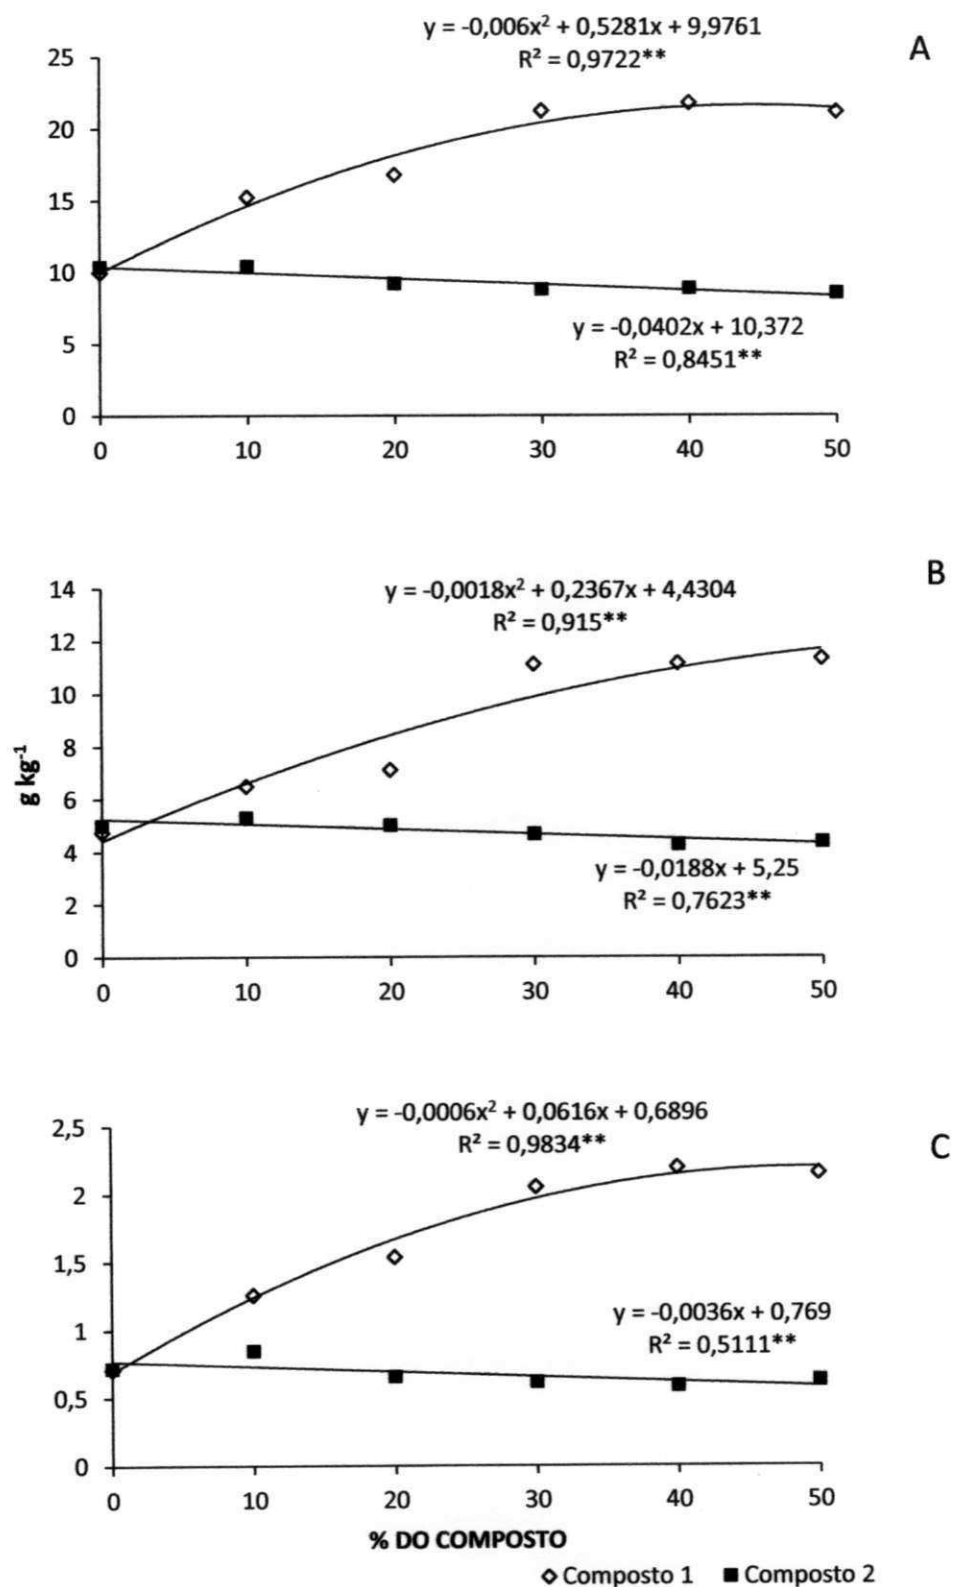 y = -0,006x² + 0,5281x + 9,9761
R² = 0,9722**
A
25
20
15
10
5
0
y = -0,0402x + 10,372
R² = 0,8451**
0 10 20 30 40 50
B
y = -0,0018x² + 0,2367x + 4,4304
R² = 0,915**
14
12
10
8
6
4
2
0
g kg⁻¹
y = -0,0188x + 5,25
R² = 0,7623**
0 10 20 30 40 50
y = -0,0006x² + 0,0616x + 0,6896
R² = 0,9834**
C
2,5
2
1,5
1
0,5
0
y = -0,0036x + 0,769
R² = 0,5111**
0 10 20 30 40 50
% DO COMPOSTO
Composto 1 Composto 2